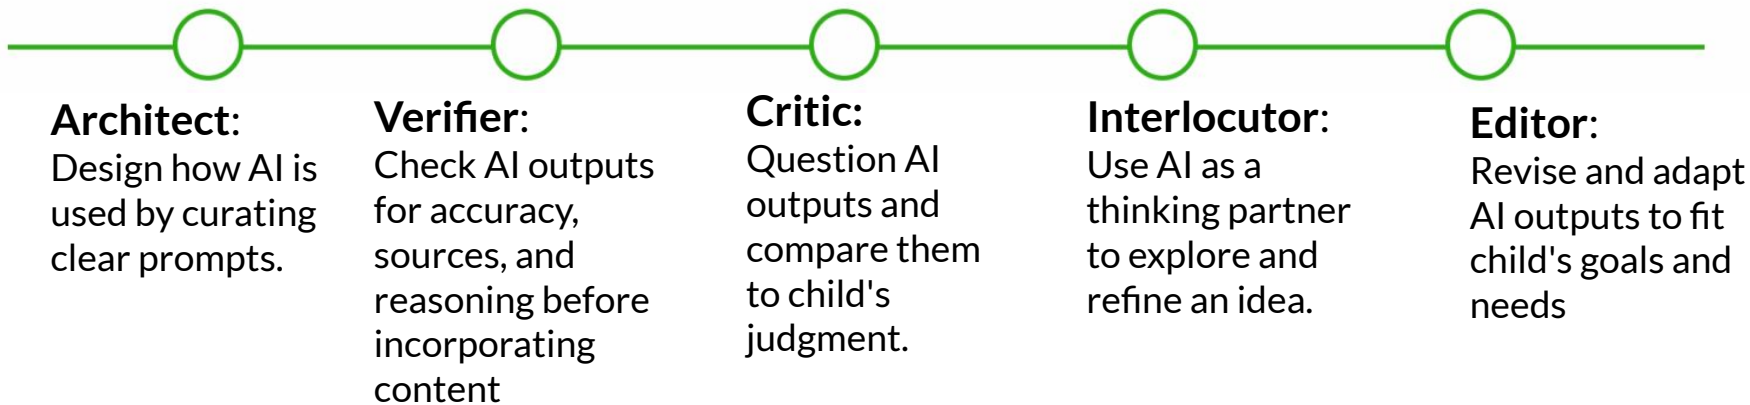 Architect:
Design how AI is
used by curating
clear prompts.
Verifier:
Check AI outputs
for accuracy,
sources, and
reasoning before
incorporating
content
Critic:
Question AI
outputs and
compare them
to child's
judgment.
Interlocutor:
Use AI as a
thinking partner
to explore and
refine an idea.
Editor:
Revise and adapt
AI outputs to fit
child's goals and
needs